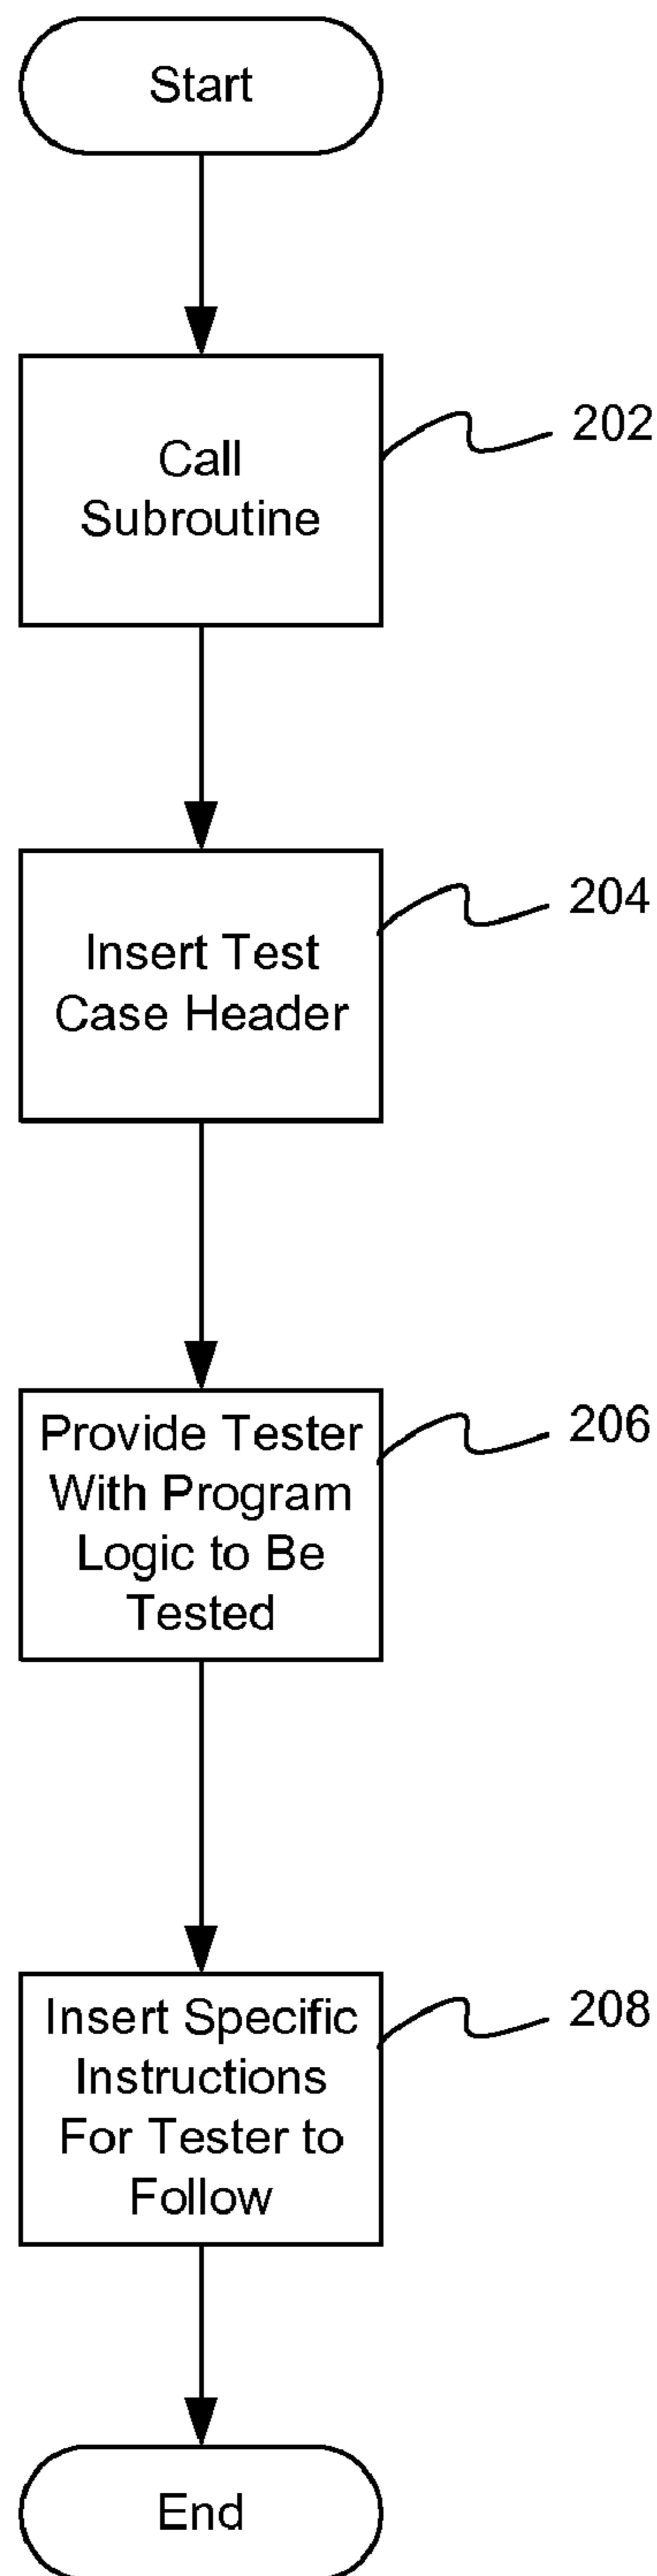 Start
Call
Subroutine
202
Insert Test
Case Header
204
Provide Tester
With Program
Logic to Be
Tested
206
Insert Specific
Instructions
For Tester to
Follow
208
End